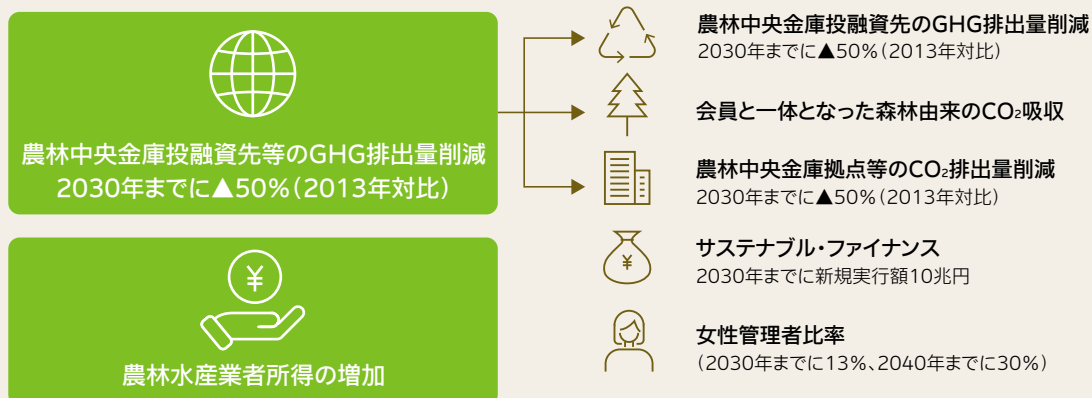 農林中央金庫投融資先等のGHG排出量削減
2030年までに▲50%（2013年対比）
¥
農林水産業者所得の増加
農林中央金庫投融資先のGHG排出量削減
2030年までに▲50%（2013年対比）
会員と一体となった森林由来のCO₂吸収
農林中央金庫拠点等のCO₂排出量削減
2030年までに▲50%（2013年対比）
¥
サステナブル・ファイナンス
2030年までに新規実行額10兆円
女性管理者比率
（2030年までに13%、2040年までに30%）